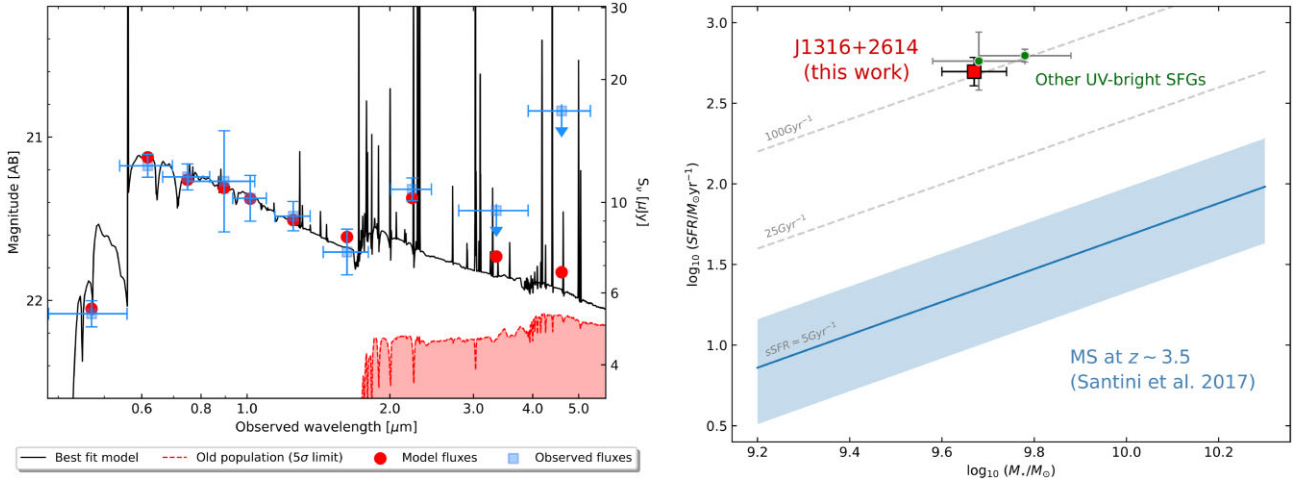 21
22
Magnitude [AB]
30
20
10
8
6
4
Sν [μJy]
0.6
0.8
1.0
2.0
3.0
4.0
5.0
Observed wavelength [μm]
Best fit model
Old population (5σ limit)
Model fluxes
Observed fluxes
3.0
2.5
2.0
1.5
1.0
0.5
log10 (SFR/M⊙yr−1)
J1316+2614
(this work)
Other UV-bright SFGs
100Gyr−1
25Gyr−1
sSFR = 5Gyr−1
MS at z ~ 3.5
(Santini et al. 2017)
9.2
9.4
9.6
9.8
10.0
10.2
log10 (M⋆/M⊙)